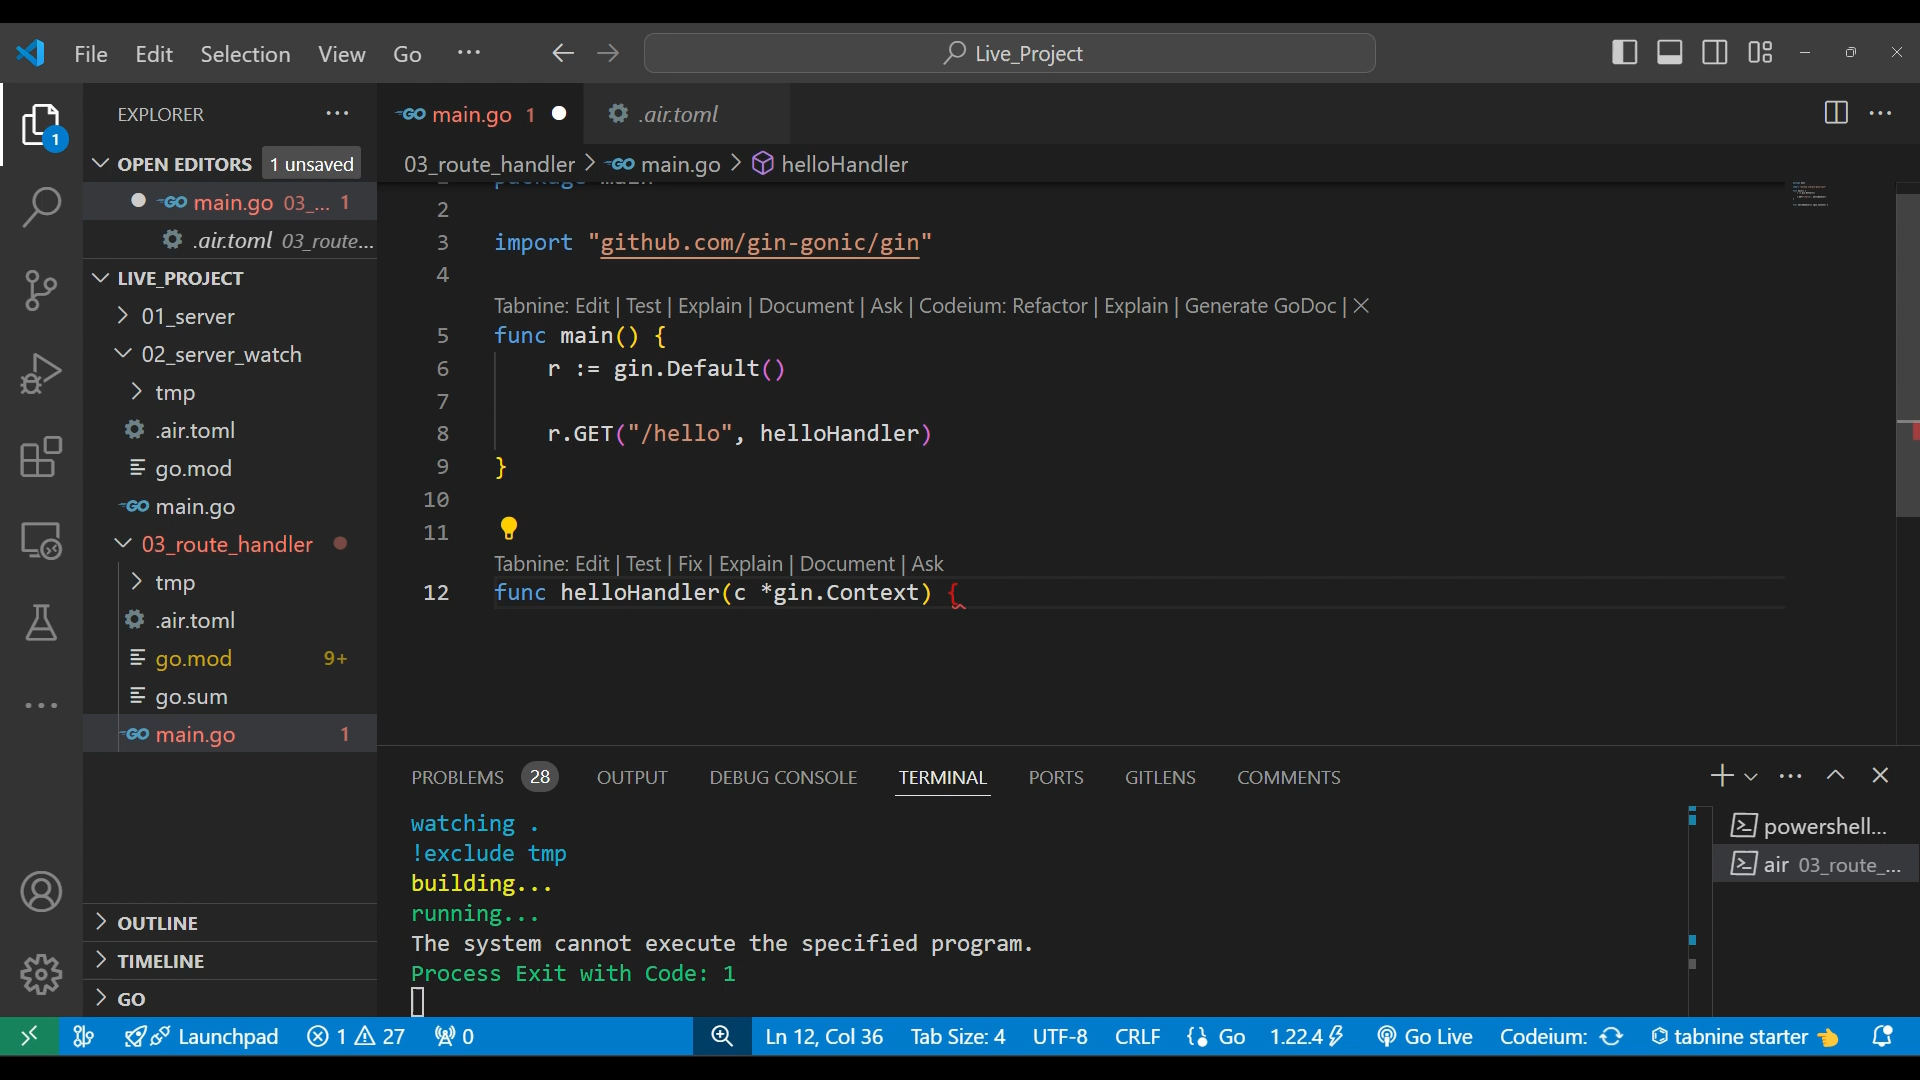 File Edit Selection View Go ... Live_Project
EXPLORER
OPEN EDITORS 1 unsaved
main.go 03_... 1
.air.toml 03_route...
LIVE_PROJECT
01_server
02_server_watch
tmp
.air.toml
go.mod
main.go
03_route_handler
tmp
.air.toml
go.mod 9+
go.sum
main.go 1
OUTLINE
TIMELINE
GO
1
main.go 1
.air.toml
03_route_handler > main.go > helloHandler
package main
2
3 import "github.com/gin-gonic/gin"
4
Tabnine: Edit | Test | Explain | Document | Ask | Codeium: Refactor | Explain | Generate GoDoc | X
5 func main() {
6 r := gin.Default()
7
8 r.GET("/hello", helloHandler)
9 }
10
11
Tabnine: Edit | Test | Fix | Explain | Document | Ask
12 func helloHandler(c *gin.Context) {
PROBLEMS 28 OUTPUT DEBUG CONSOLE TERMINAL PORTS GITLENS COMMENTS
watching .
!exclude tmp
building...
running...
The system cannot execute the specified program.
Process Exit with Code: 1
powershell...
air 03_route_...
Launchpad 1 27 0 Ln 12, Col 36 Tab Size: 4 UTF-8 CRLF Go 1.22.4 Go Live Codeium: tabnine starter